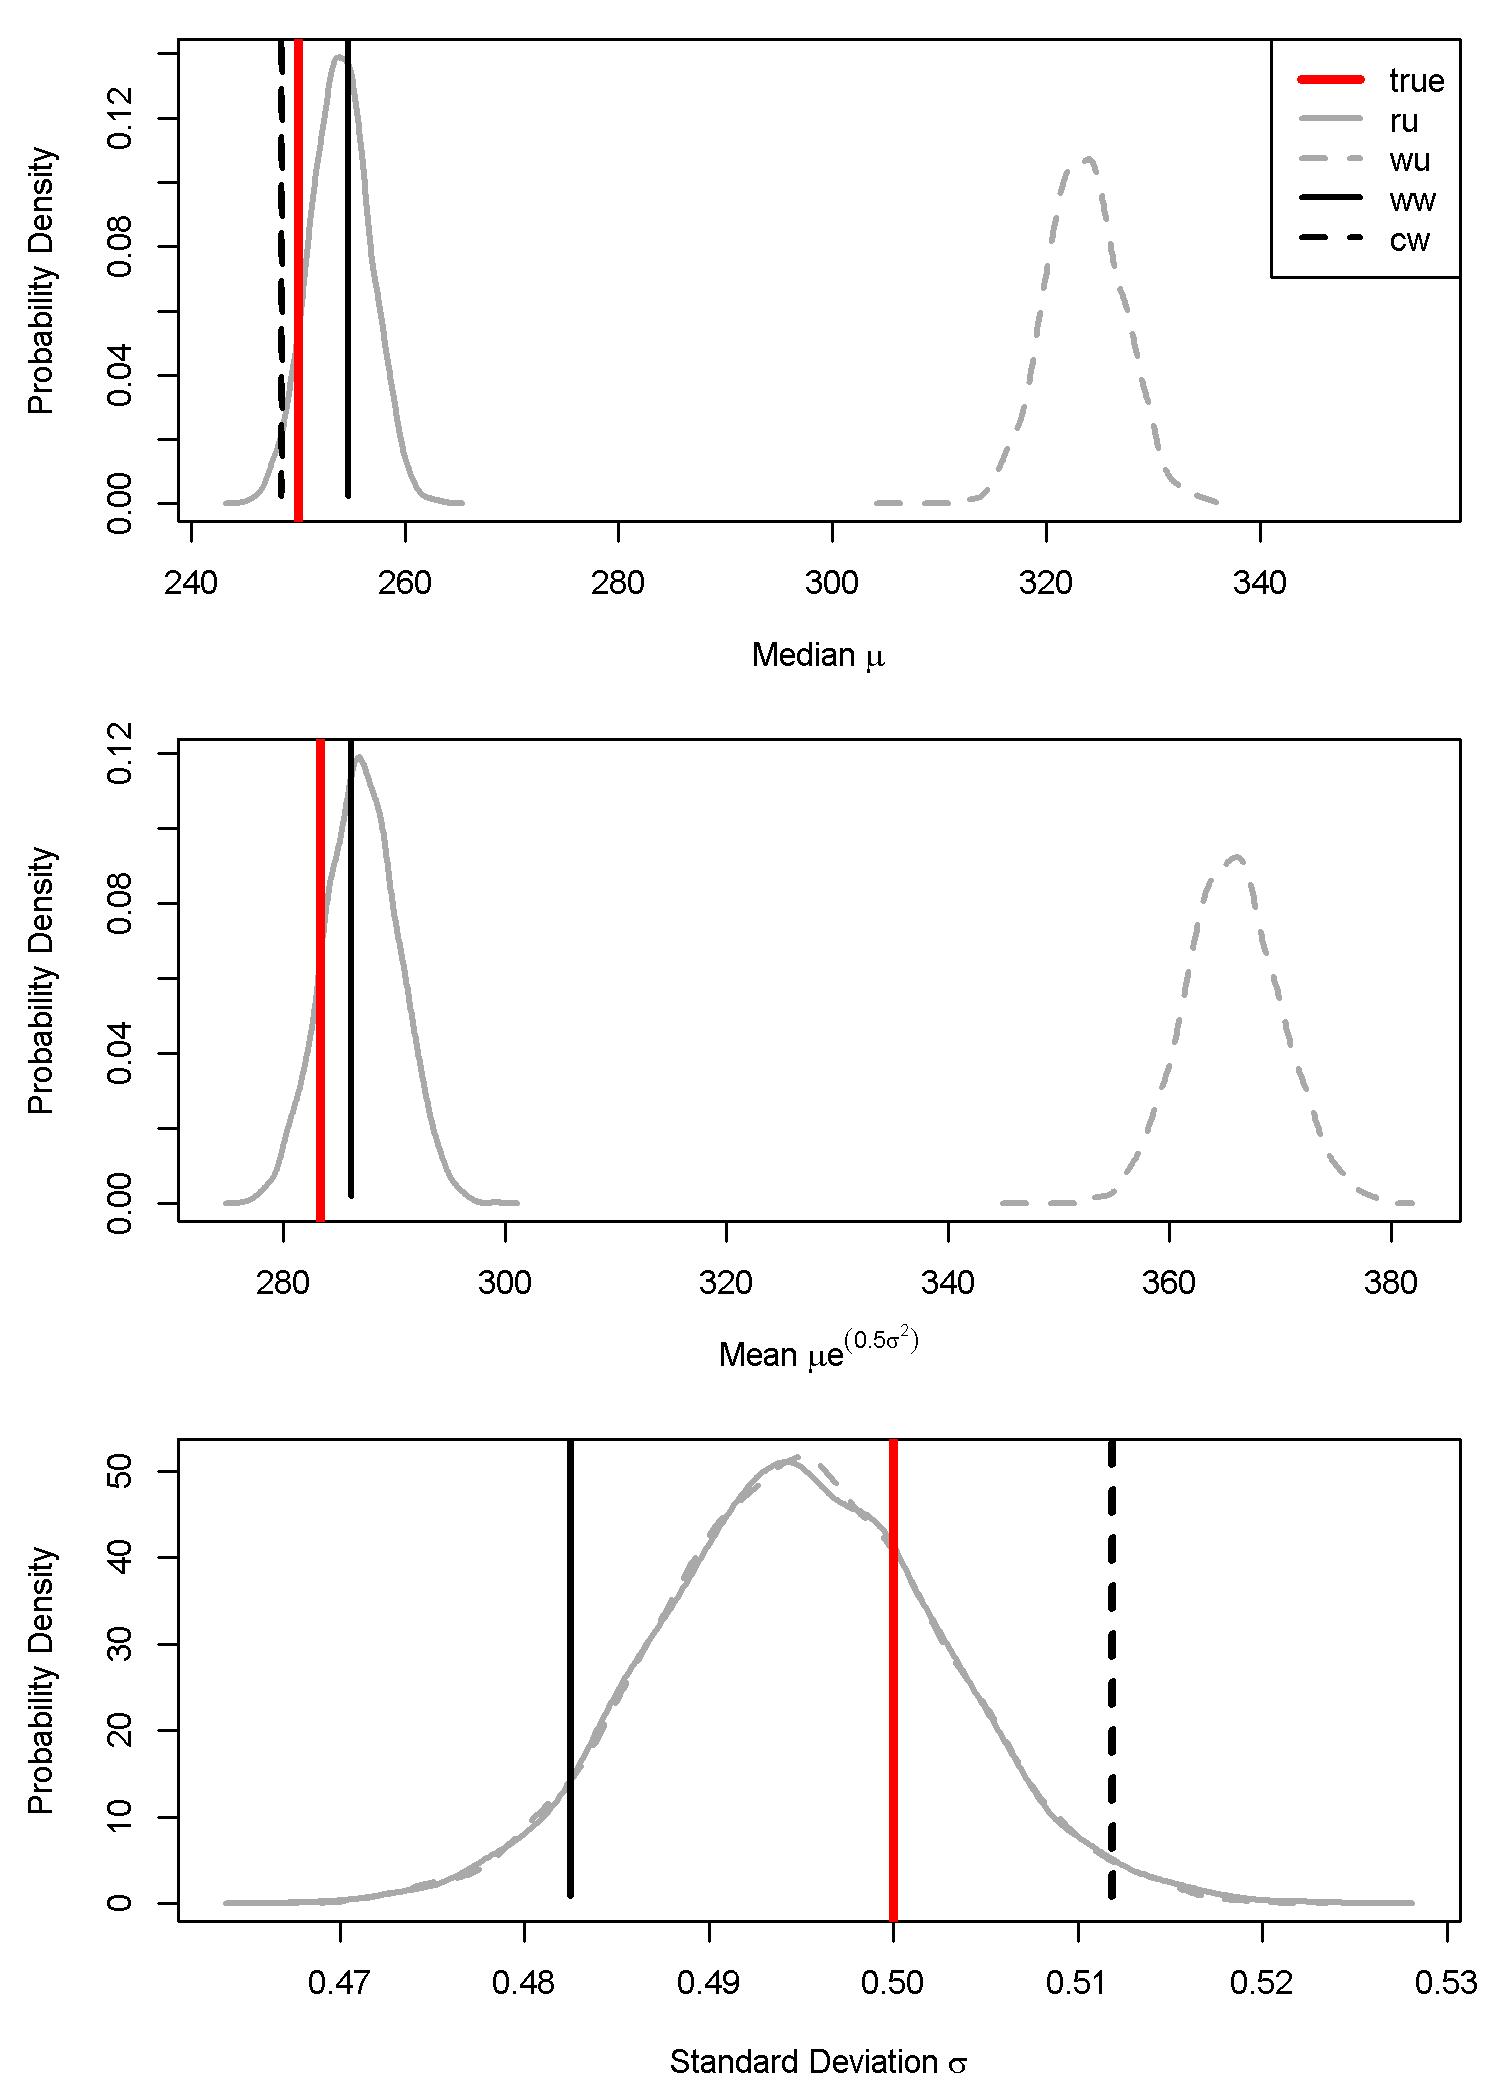 Probability Density
0.00 0.04 0.08 0.12
true
ru
wu
ww
cw
240 260 280 300 320 340
Median μ
Probability Density
0.00 0.04 0.08 0.12
280 300 320 340 360 380
Mean μe^(0.5σ²)
Probability Density
0 10 20 30 40 50
0.47 0.48 0.49 0.50 0.51 0.52 0.53
Standard Deviation σ